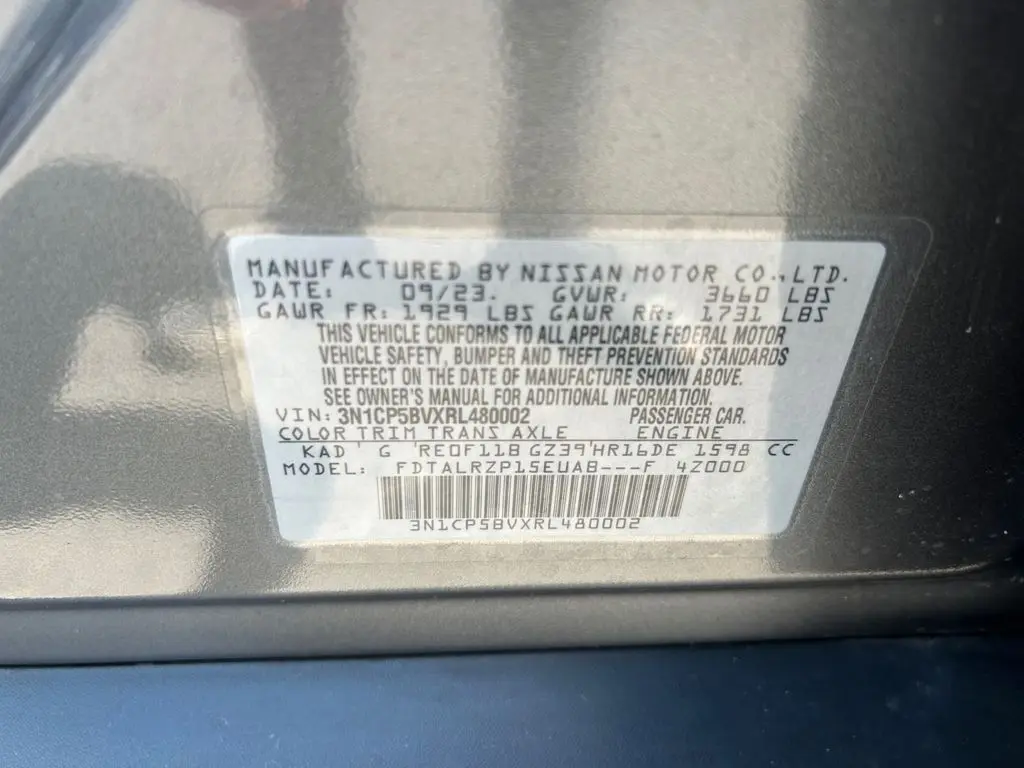 MANUFACTURED BY NISSAN MOTOR CO., LTD.
DATE: 09/23. GVWR: 3660 LBS
GAWR FR: 1929 LBS GAWR RR: 1731 LBS
THIS VEHICLE CONFORMS TO ALL APPLICABLE FEDERAL MOTOR
VEHICLE SAFETY, BUMPER AND THEFT PREVENTION STANDARDS
IN EFFECT ON THE DATE OF MANUFACTURE SHOWN ABOVE.
SEE OWNER'S MANUAL FOR ADDITIONAL INFORMATION.
VIN: 3N1CP5BVXRL480002 PASSENGER CAR.
COLOR TRIM TRANS AXLE ENGINE
KAD ' G 'RE0F11B GZ39'HR16DE 1598 CC
MODEL: FDTALRZP15EUAB---F 4Z000
3N1CP5BVXRL480002